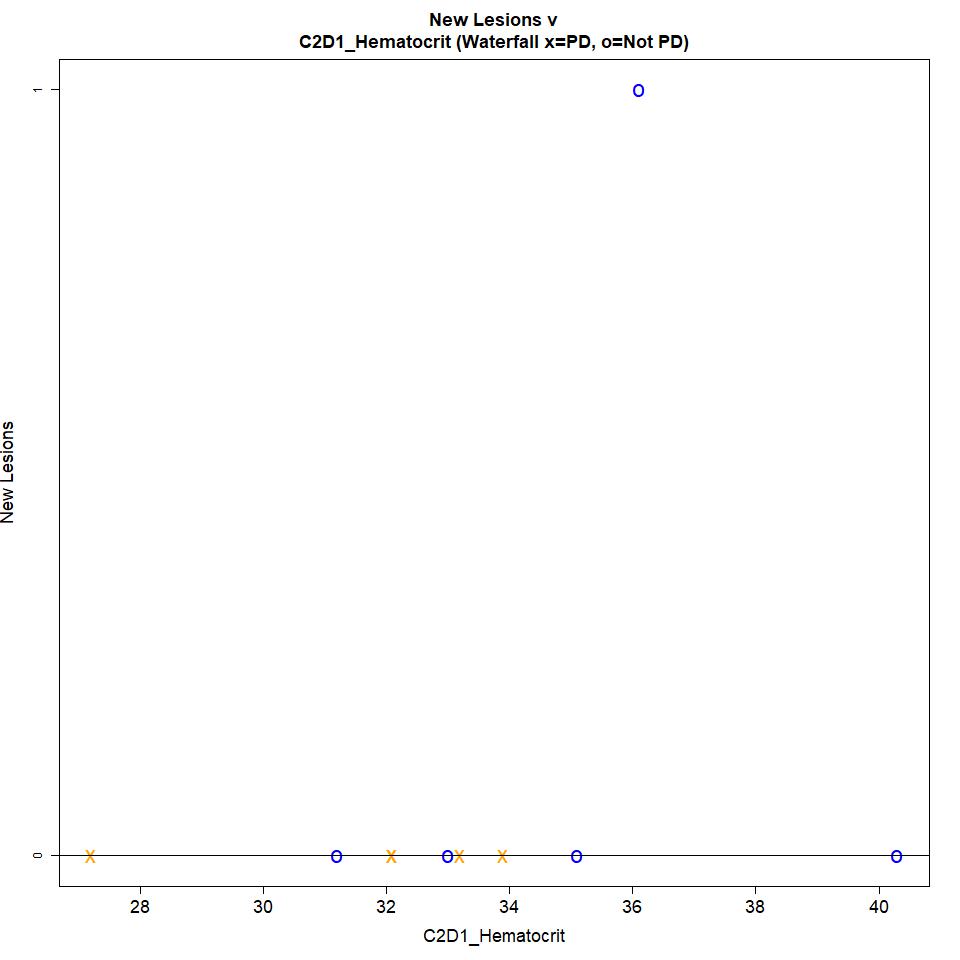 New Lesions v
C2D1_Hematocrit (Waterfall x=PD, o=Not PD)
1
New Lesions
0
o
x o x o x x o o
28 30 32 34 36 38 40
C2D1_Hematocrit